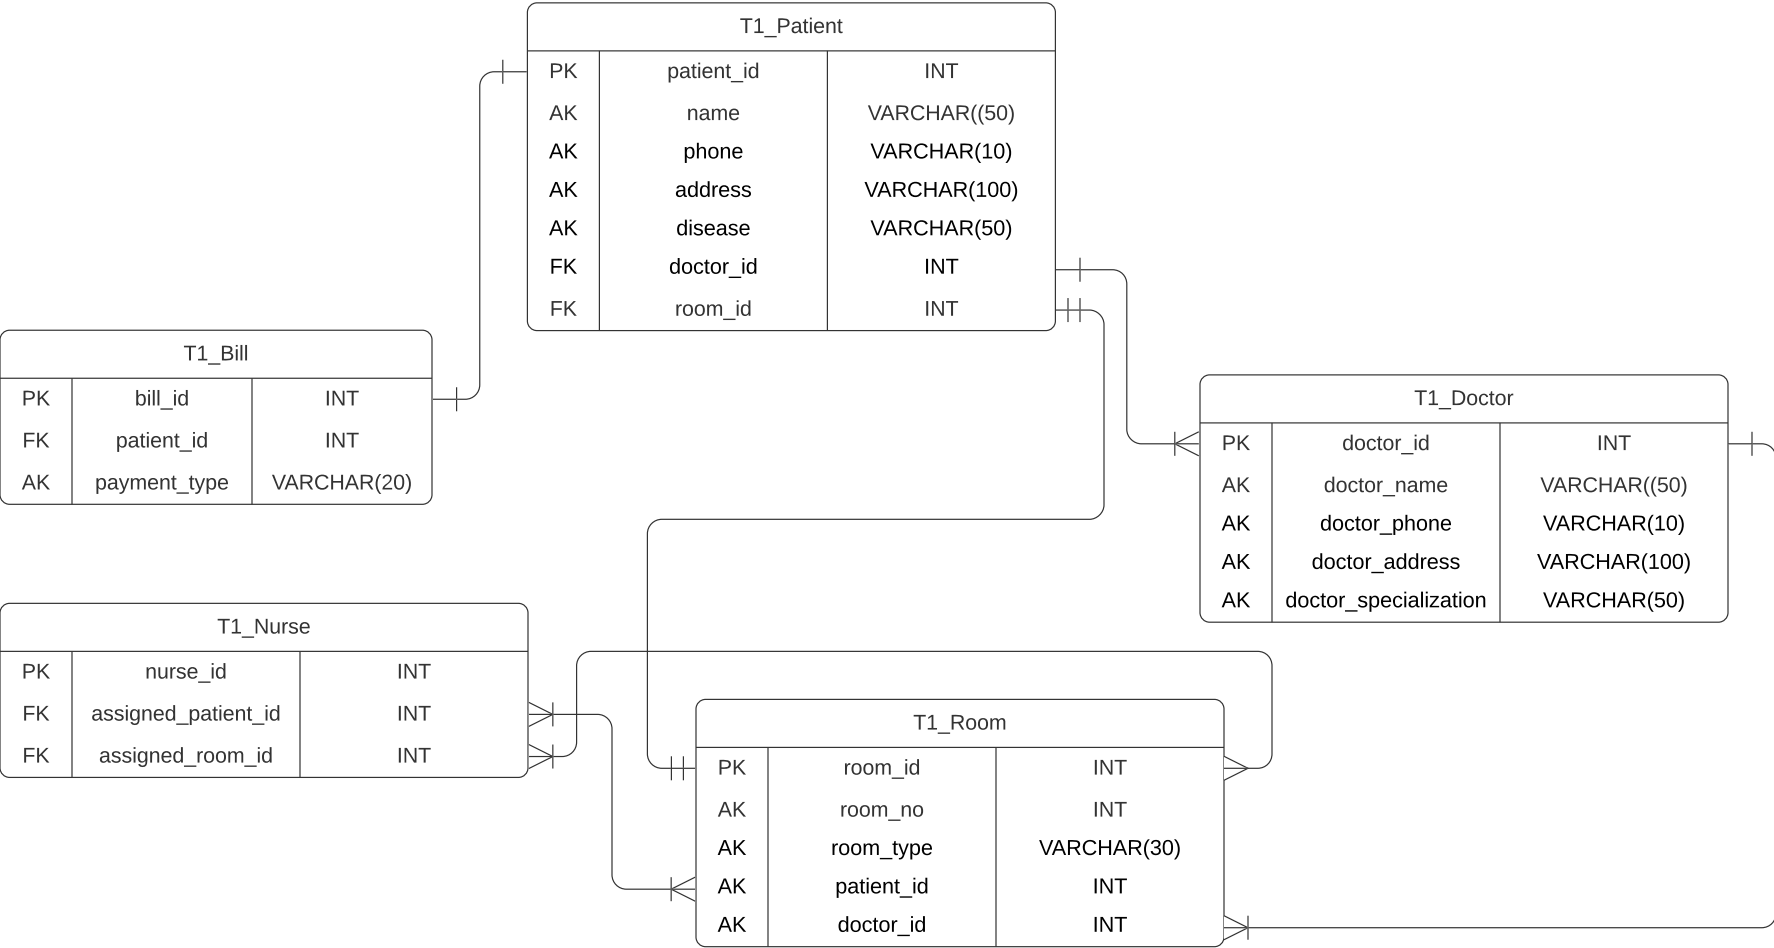 T1_Patient
PK patient_id INT
AK name VARCHAR((50)
AK phone VARCHAR(10)
AK address VARCHAR(100)
AK disease VARCHAR(50)
FK doctor_id INT
FK room_id INT
T1_Bill
PK bill_id INT
FK patient_id INT
AK payment_type VARCHAR(20)
T1_Doctor
PK doctor_id INT
AK doctor_name VARCHAR((50)
AK doctor_phone VARCHAR(10)
AK doctor_address VARCHAR(100)
AK doctor_specialization VARCHAR(50)
T1_Nurse
PK nurse_id INT
FK assigned_patient_id INT
FK assigned_room_id INT
T1_Room
PK room_id INT
AK room_no INT
AK room_type VARCHAR(30)
AK patient_id INT
AK doctor_id INT